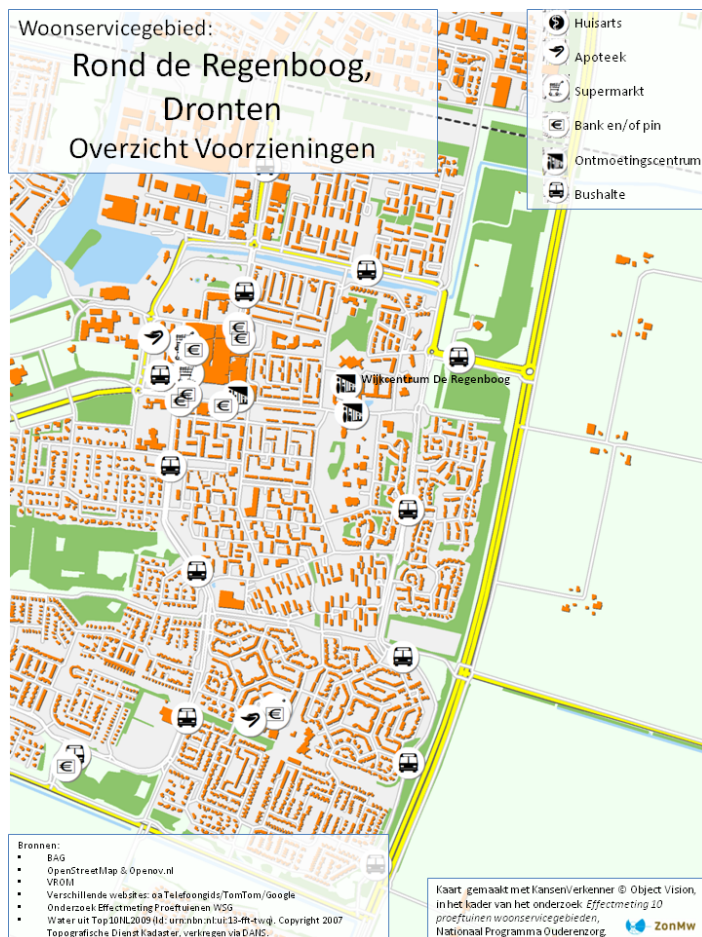 Woonservicegebied:
Rond de Regenboog,
Dronten
Overzicht Voorzieningen
Huisarts
Apoteek
Supermarkt
Bank en/of pin
Ontmoetingscentrum
Bushalte
Wijkcentrum De Regenboog
Bronnen:
▪ BAG
▪ OpenStreetMap & Openov.nl
▪ VROM
▪ Verschillende websites: oa Telefoongids/TomTom/Google
▪ Onderzoek Effectmeting Proeftuinen WSG
▪ Water uit Top10NL2009 (Id: urn:nbn:nl:ui:13-fft-twq). Copyright 2007
Topografische Dienst Kadaster, verkregen via DANS.
Kaart gemaakt met KansenVerkenner © Object Vision,
in het kader van het onderzoek Effectmeting 10
proeftuinen woonservicegebieden,
Nationaal Programma Ouderenzorg.
ZonMw